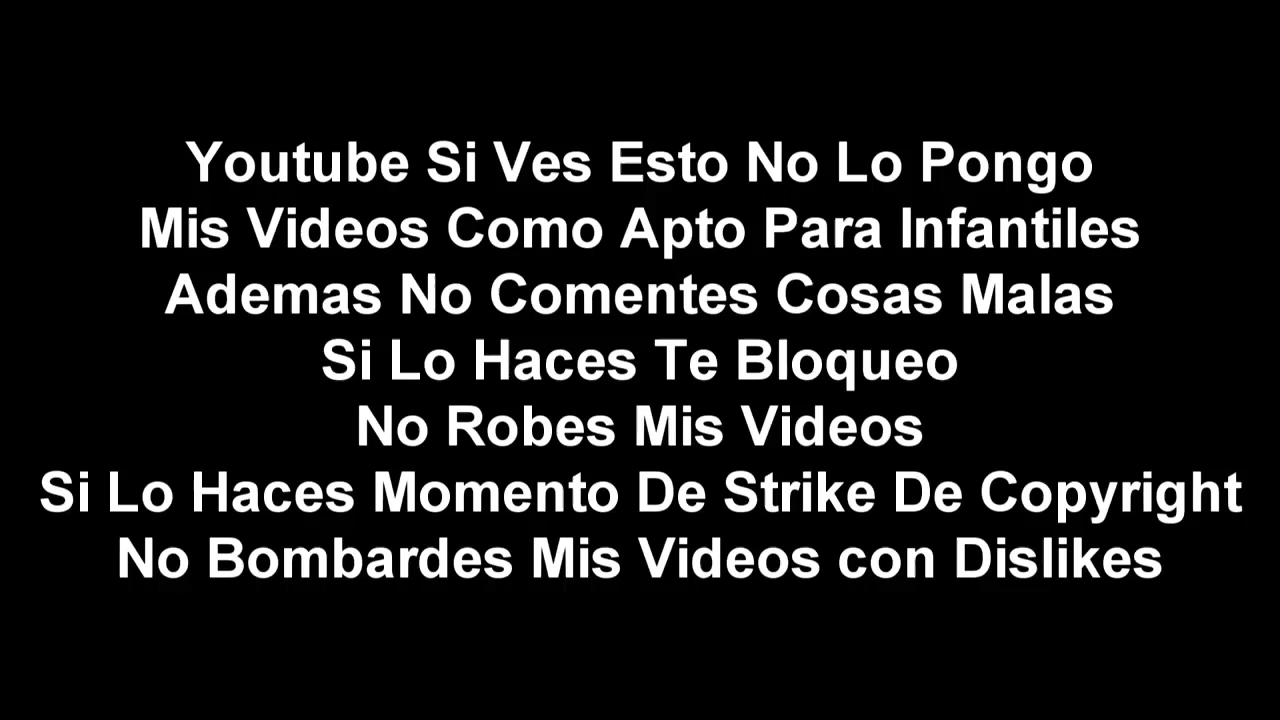 Youtube Si Ves Esto No Lo Pongo
Mis Videos Como Apto Para Infantiles
Ademas No Comentes Cosas Malas
Si Lo Haces Te Bloqueo
No Robes Mis Videos
Si Lo Haces Momento De Strike De Copyright
No Bombardes Mis Videos con Dislikes